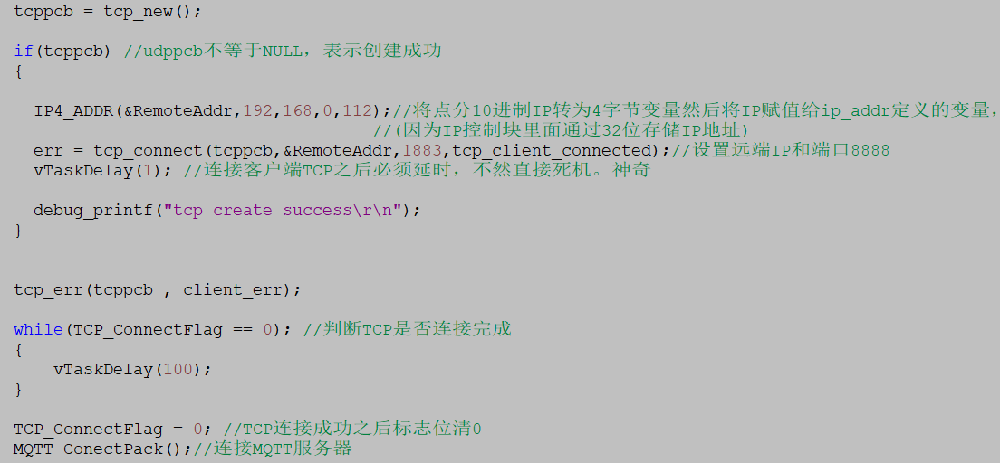 tcppcb = tcp_new();
if(tcppcb) //udppcb不等于NULL，表示创建成功
{
IP4_ADDR(&RemoteAddr,192,168,0,112);//将点分10进制IP转为4字节变量然后将IP赋值给ip_addr定义的变量，
//(因为IP控制块里面通过32位存储IP地址)
err = tcp_connect(tcppcb,&RemoteAddr,1883,tcp_client_connected);//设置远端IP和端口8888
vTaskDelay(1); //连接客户端TCP之后必须延时，不然直接死机。神奇
debug_printf("tcp create success\r\n");
}
tcp_err(tcppcb , client_err);
while(TCP_ConnectFlag == 0); //判断TCP是否连接完成
{
vTaskDelay(100);
}
TCP_ConnectFlag = 0; //TCP连接成功之后标志位清0
MQTT_ConectPack();//连接MQTT服务器